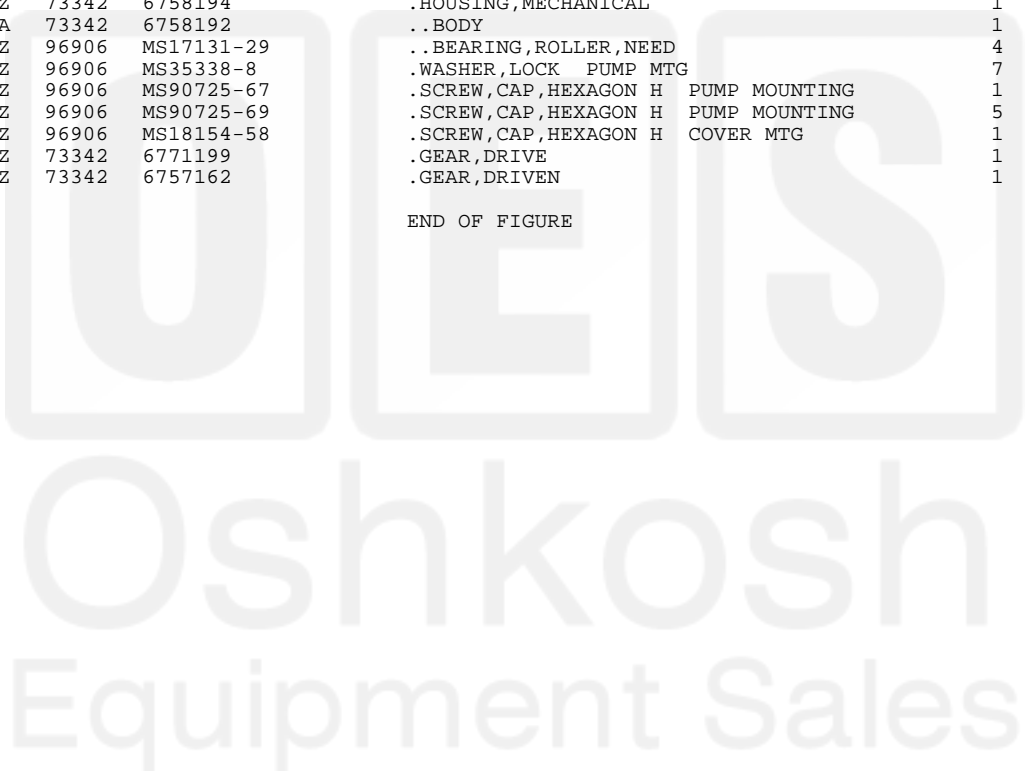 Z 73342 6758194 .HOUSING,MECHANICAL 1
A 73342 6758192 ..BODY 1
Z 96906 MS17131-29 ..BEARING,ROLLER,NEED 4
Z 96906 MS35338-8 .WASHER,LOCK PUMP MTG 7
Z 96906 MS90725-67 .SCREW,CAP,HEXAGON H PUMP MOUNTING 1
Z 96906 MS90725-69 .SCREW,CAP,HEXAGON H PUMP MOUNTING 5
Z 96906 MS18154-58 .SCREW,CAP,HEXAGON H COVER MTG 1
Z 73342 6771199 .GEAR,DRIVE 1
Z 73342 6757162 .GEAR,DRIVEN 1
END OF FIGURE
OES
Oshkosh
Equipment Sales